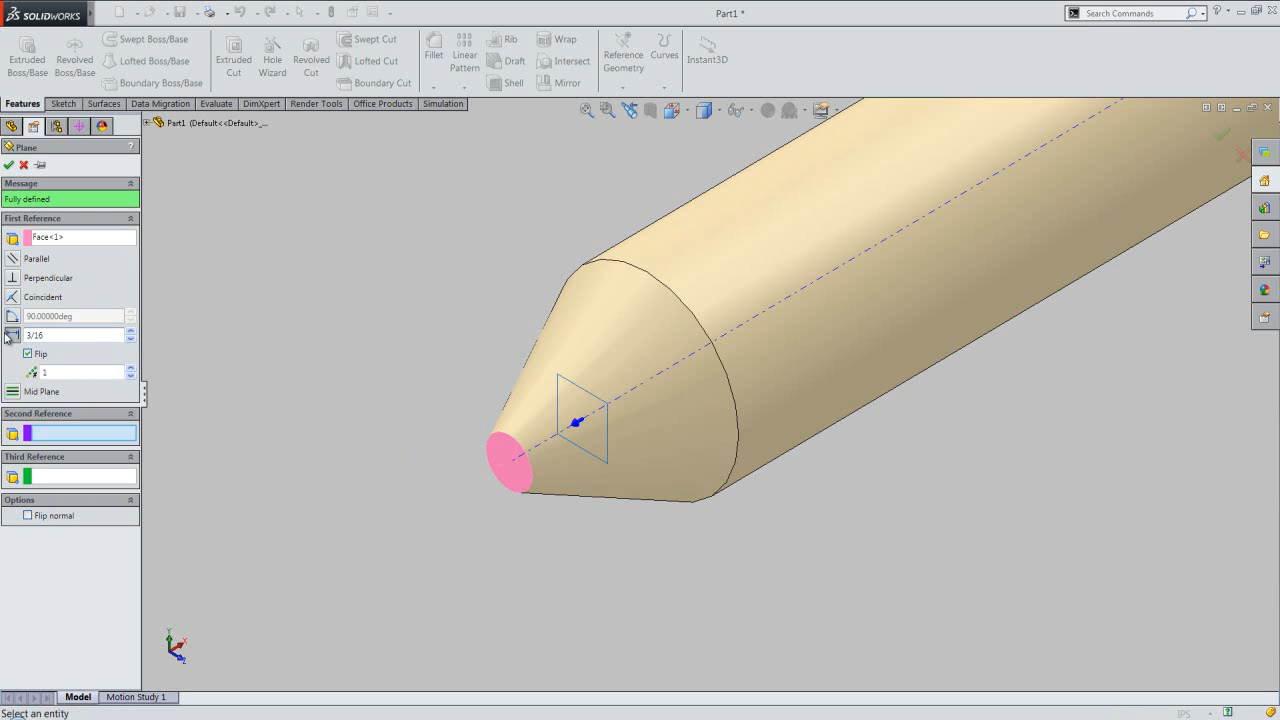 SOLIDWORKS
Part1 *
Search Commands
Extruded Boss/Base
Revolved Boss/Base
Swept Boss/Base
Lofted Boss/Base
Boundary Boss/Base
Extruded Cut
Hole Wizard
Revolved Cut
Swept Cut
Lofted Cut
Boundary Cut
Fillet
Linear Pattern
Rib
Draft
Shell
Wrap
Intersect
Mirror
Reference Geometry
Curves
Instant3D
Features Sketch Surfaces Data Migration Evaluate DimXpert Render Tools Office Products Simulation
Part1 (Default<<Default>_...
Plane ?
Message
Fully defined
First Reference
Face<1>
Parallel
Perpendicular
Coincident
90.00000deg
3/16
Flip
1
Mid Plane
Second Reference
Third Reference
Options
Flip normal
Y
X
Z
Model Motion Study 1
Select an entity
IPS